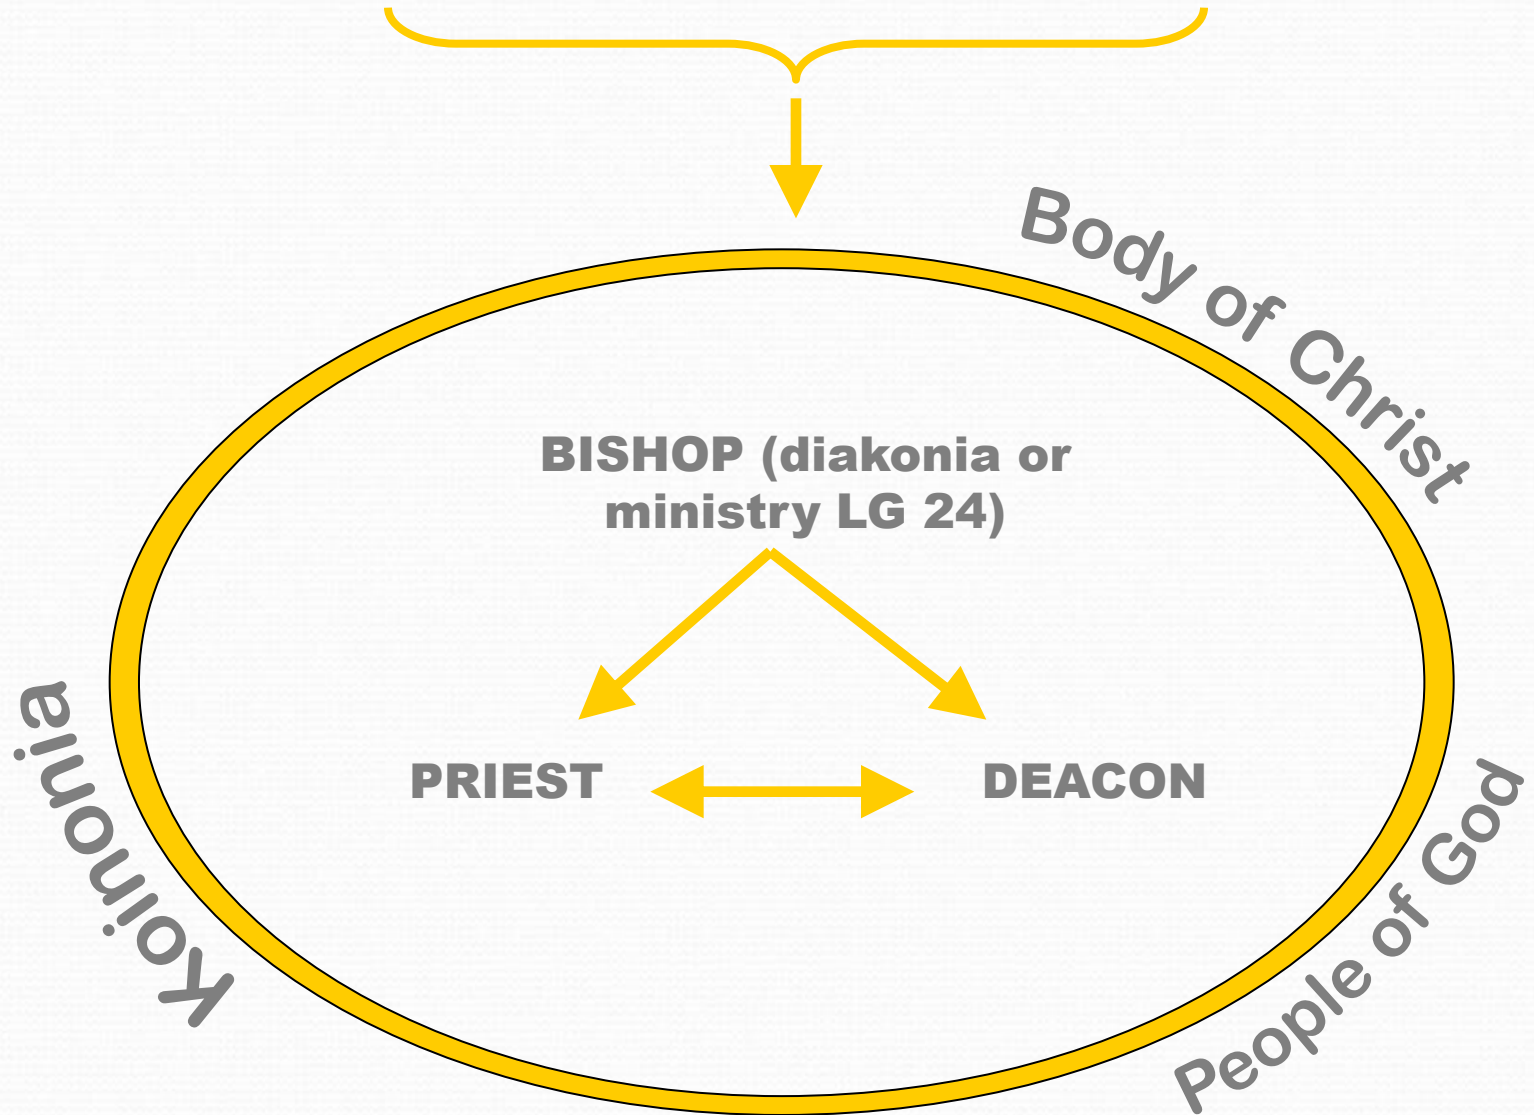 Body of Christ
BISHOP (diakonia or
ministry LG 24)
PRIEST
DEACON
Koinonia
People of God